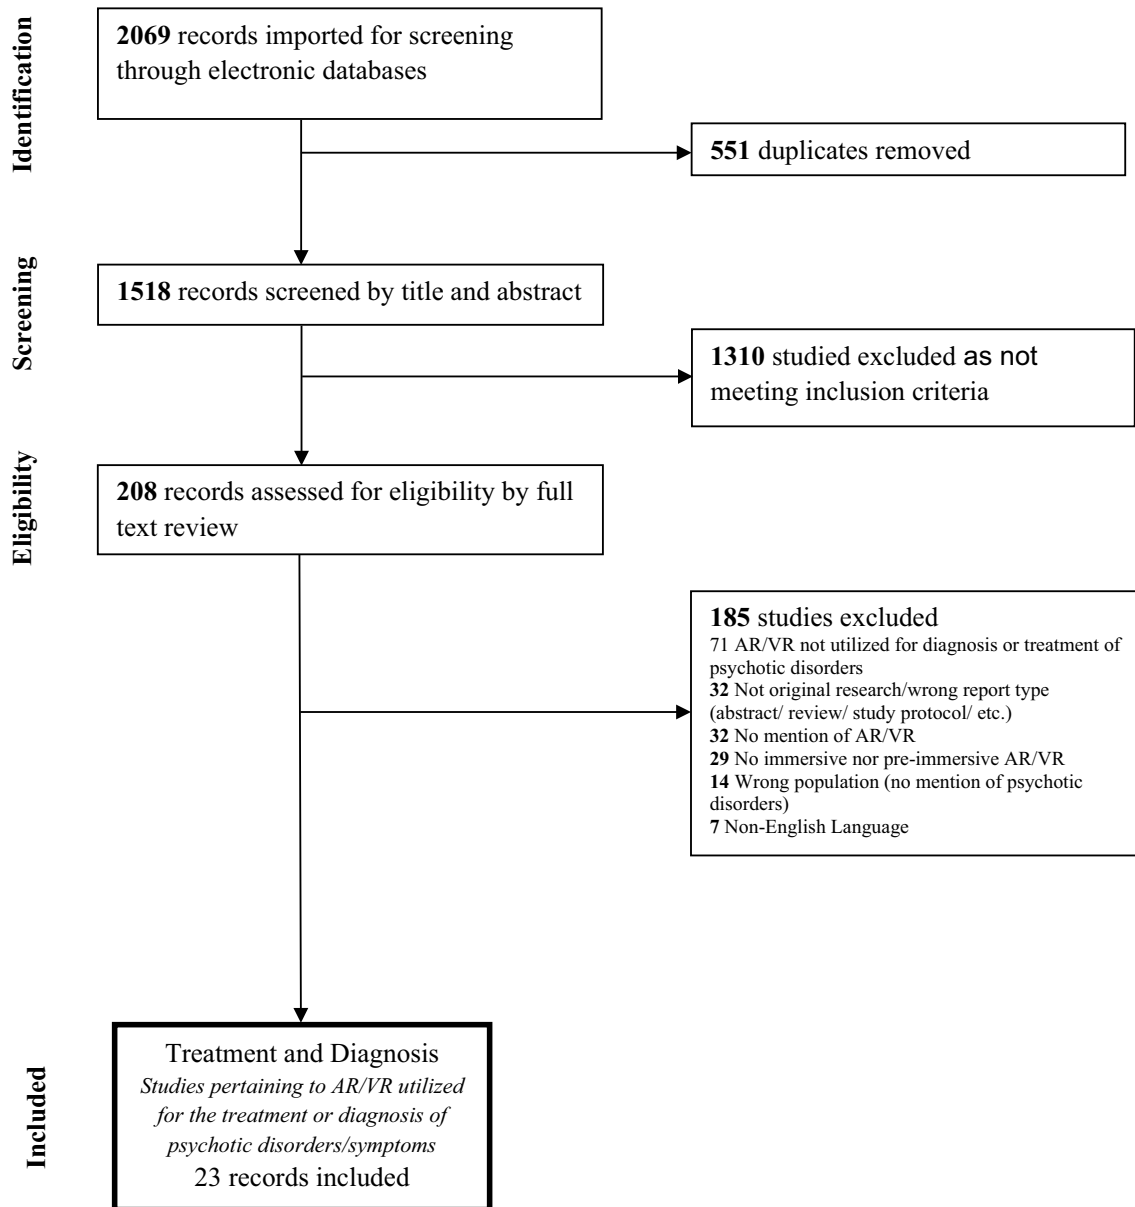 Identification
2069 records imported for screening
through electronic databases
551 duplicates removed
Screening
1518 records screened by title and abstract
1310 studied excluded as not
meeting inclusion criteria
Eligibility
208 records assessed for eligibility by full
text review
185 studies excluded
71 AR/VR not utilized for diagnosis or treatment of
psychotic disorders
32 Not original research/wrong report type
(abstract/ review/ study protocol/ etc.)
32 No mention of AR/VR
29 No immersive nor pre-immersive AR/VR
14 Wrong population (no mention of psychotic
disorders)
7 Non-English Language
Included
Treatment and Diagnosis
Studies pertaining to AR/VR utilized
for the treatment or diagnosis of
psychotic disorders/symptoms
23 records included